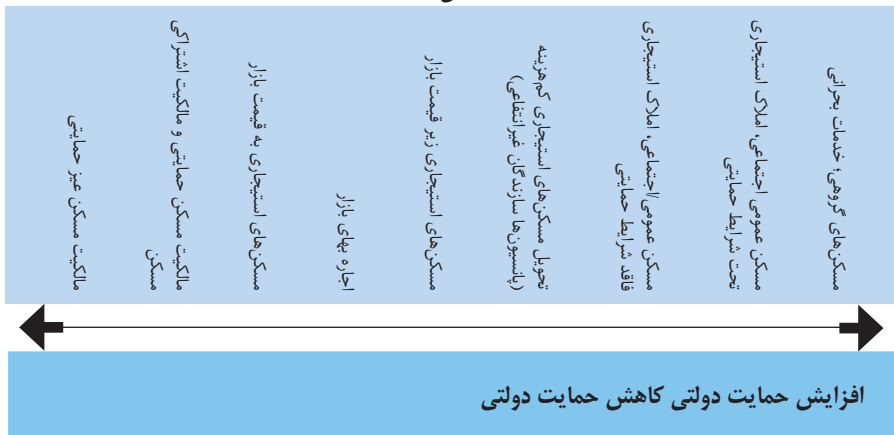 مسکن‌های گروهی؛ خدمات بحرانی
مسکن عمومی اجتماعی، املاک استیجاری
تحت شرایط حمایتی
مسکن عمومی/اجتماعی، املاک استیجاری
فاقد شرایط حمایتی
تحویل مسکن‌های استیجاری کم‌هزینه
(پانسیون‌ها سازندگان غیرانتفاعی)
مسکن‌های استیجاری زیر قیمت بازار
اجاره بهای بازار
مسکن‌های استیجاری به قیمت بازار
مالکیت مسکن حمایتی و مالکیت اشتراکی
مسکن
مالکیت مسکن عیز حمایتی
افزایش حمایت دولتی کاهش حمایت دولتی